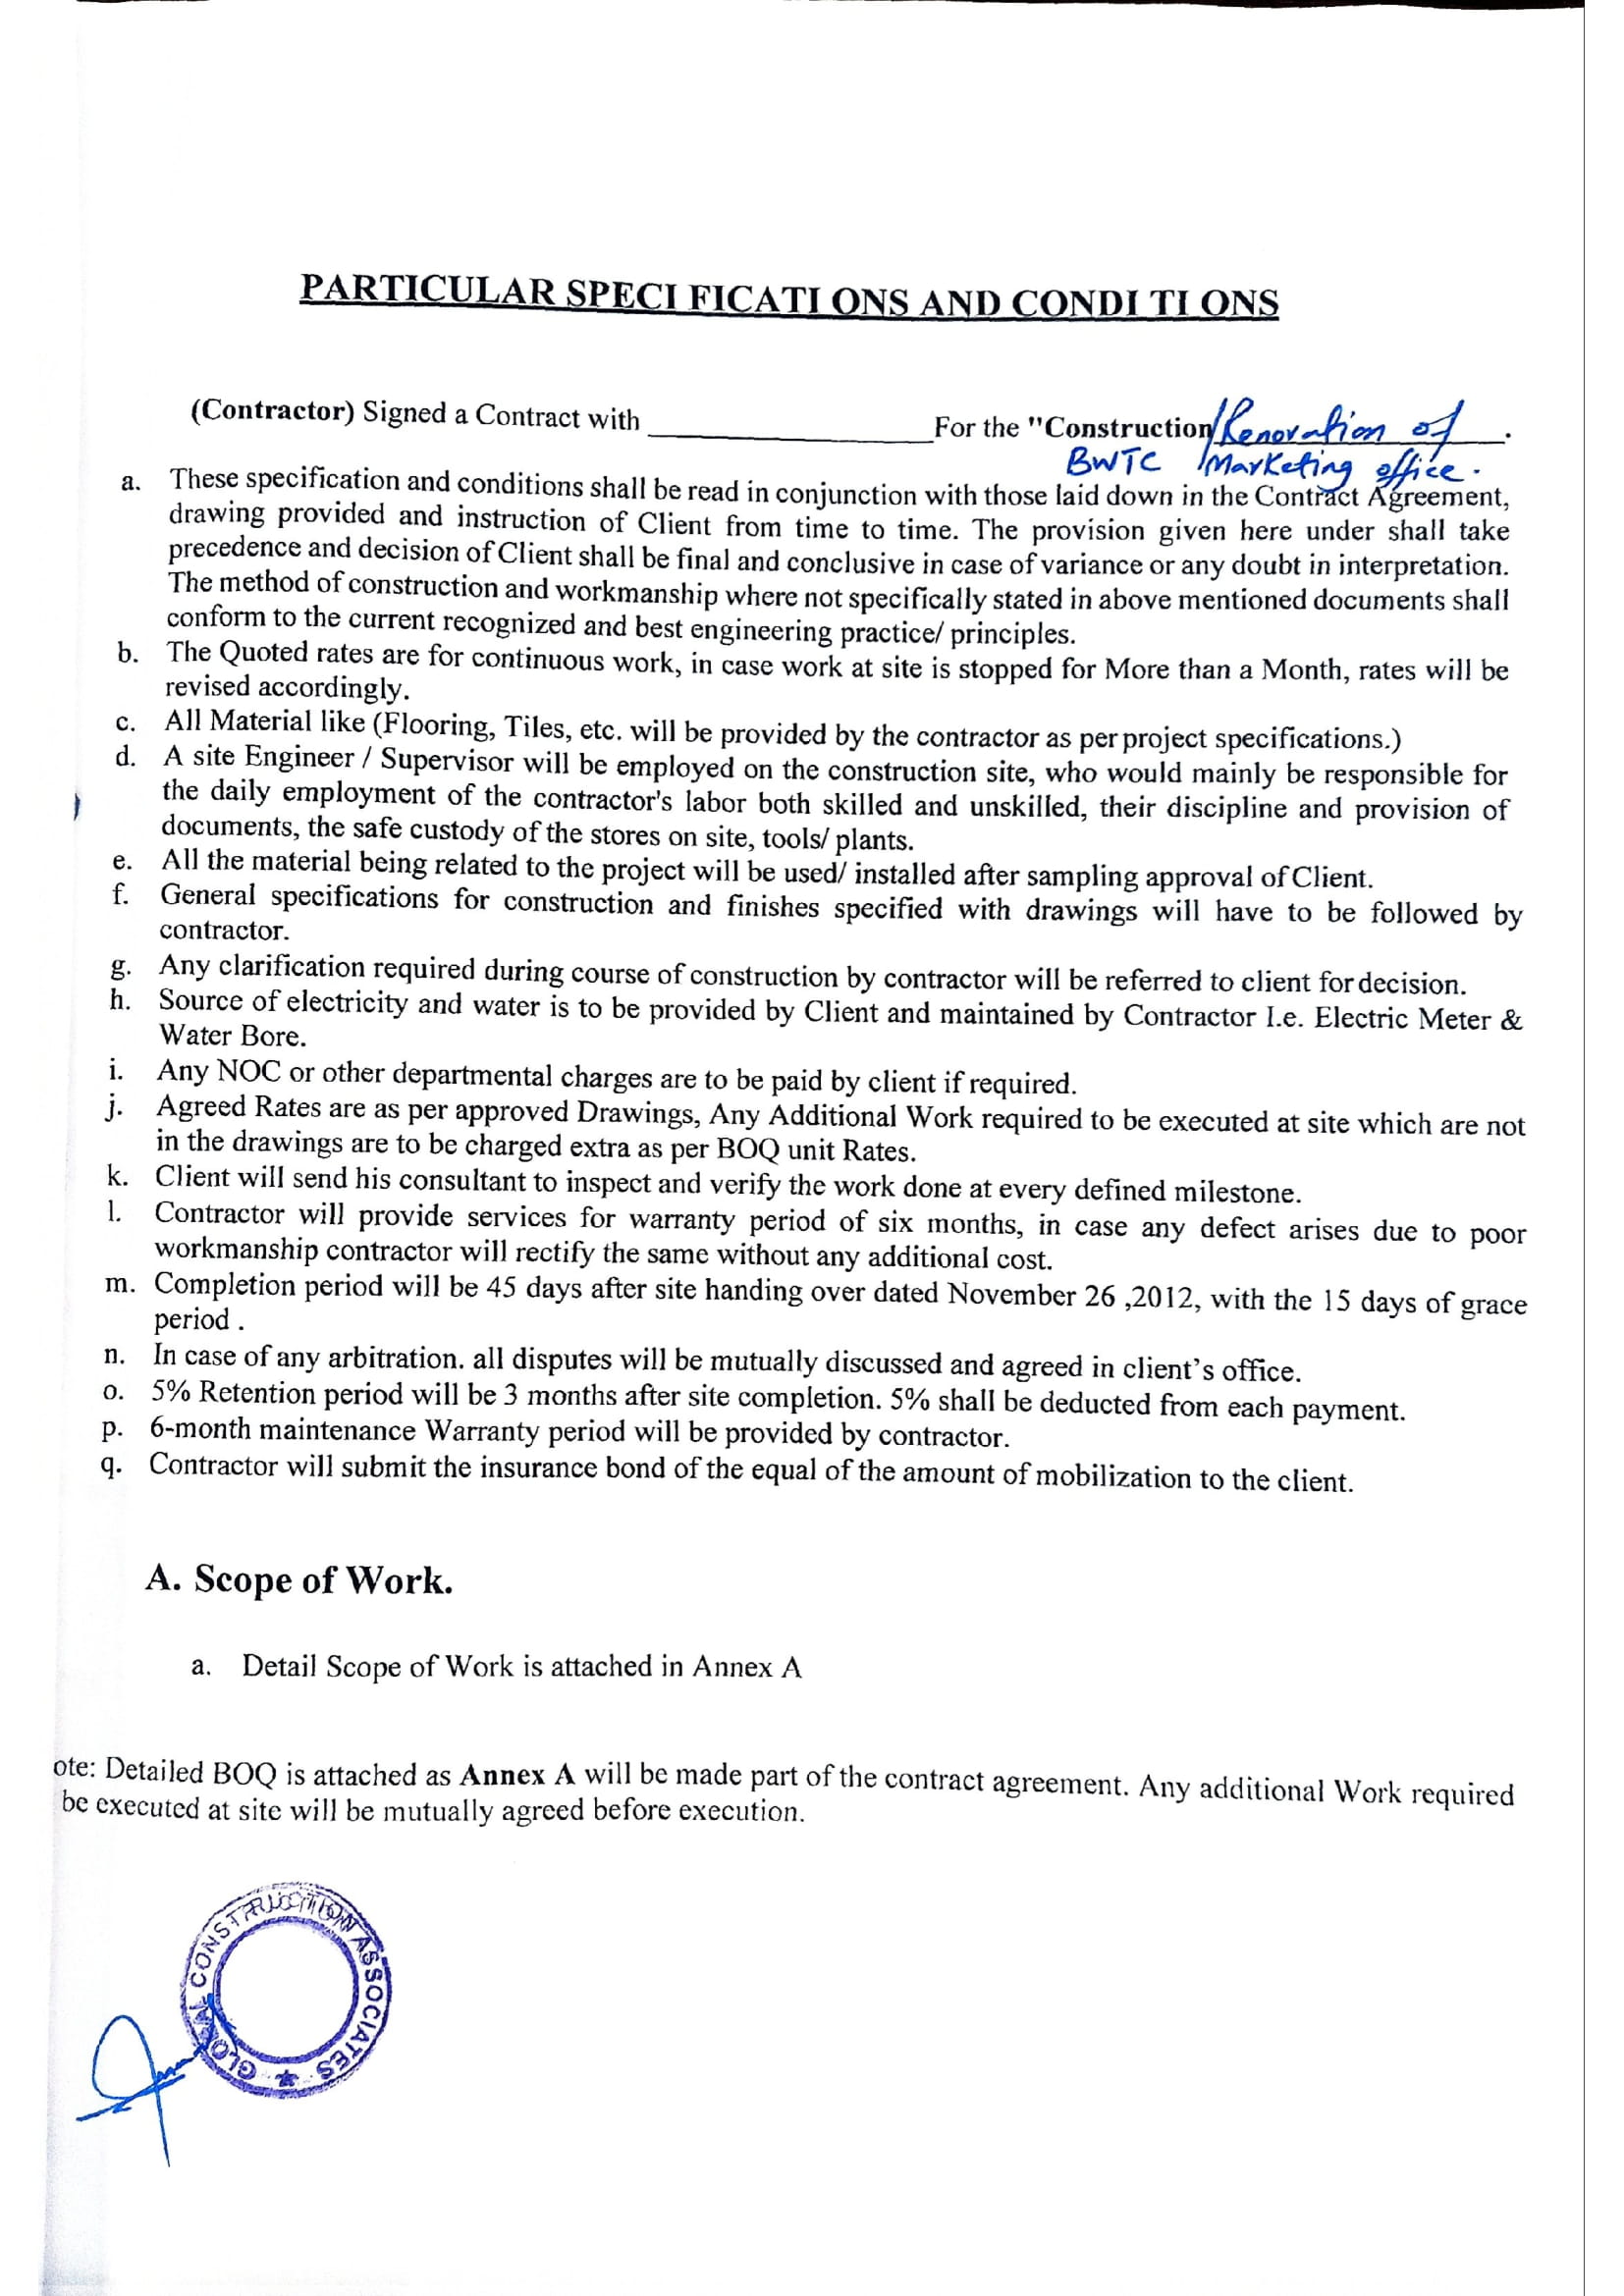 PARTICULAR SPECI FICATI ONS AND CONDI TI ONS
(Contractor) Signed a Contract with ____________ For the "Construction/Renovation of
BWTC Marketing office.
a. These specification and conditions shall be read in conjunction with those laid down in the Contract Agreement,
drawing provided and instruction of Client from time to time. The provision given here under shall take
precedence and decision of Client shall be final and conclusive in case of variance or any doubt in interpretation.
The method of construction and workmanship where not specifically stated in above mentioned documents shall
conform to the current recognized and best engineering practice/ principles.
b. The Quoted rates are for continuous work, in case work at site is stopped for More than a Month, rates will be
revised accordingly.
c. All Material like (Flooring, Tiles, etc. will be provided by the contractor as per project specifications.)
d. A site Engineer / Supervisor will be employed on the construction site, who would mainly be responsible for
the daily employment of the contractor's labor both skilled and unskilled, their discipline and provision of
documents, the safe custody of the stores on site, tools/ plants.
e. All the material being related to the project will be used/ installed after sampling approval of Client.
f. General specifications for construction and finishes specified with drawings will have to be followed by
contractor.
g. Any clarification required during course of construction by contractor will be referred to client for decision.
h. Source of electricity and water is to be provided by Client and maintained by Contractor I.e. Electric Meter &
Water Bore.
i. Any NOC or other departmental charges are to be paid by client if required.
j. Agreed Rates are as per approved Drawings, Any Additional Work required to be executed at site which are not
in the drawings are to be charged extra as per BOQ unit Rates.
k. Client will send his consultant to inspect and verify the work done at every defined milestone.
l. Contractor will provide services for warranty period of six months, in case any defect arises due to poor
workmanship contractor will rectify the same without any additional cost.
m. Completion period will be 45 days after site handing over dated November 26 ,2012, with the 15 days of grace
period .
n. In case of any arbitration. all disputes will be mutually discussed and agreed in client’s office.
o. 5% Retention period will be 3 months after site completion. 5% shall be deducted from each payment.
p. 6-month maintenance Warranty period will be provided by contractor.
q. Contractor will submit the insurance bond of the equal of the amount of mobilization to the client.
A. Scope of Work.
a. Detail Scope of Work is attached in Annex A
ote: Detailed BOQ is attached as Annex A will be made part of the contract agreement. Any additional Work required
be executed at site will be mutually agreed before execution.
GLOBAL CONSTRUCTION ASSOCIATES